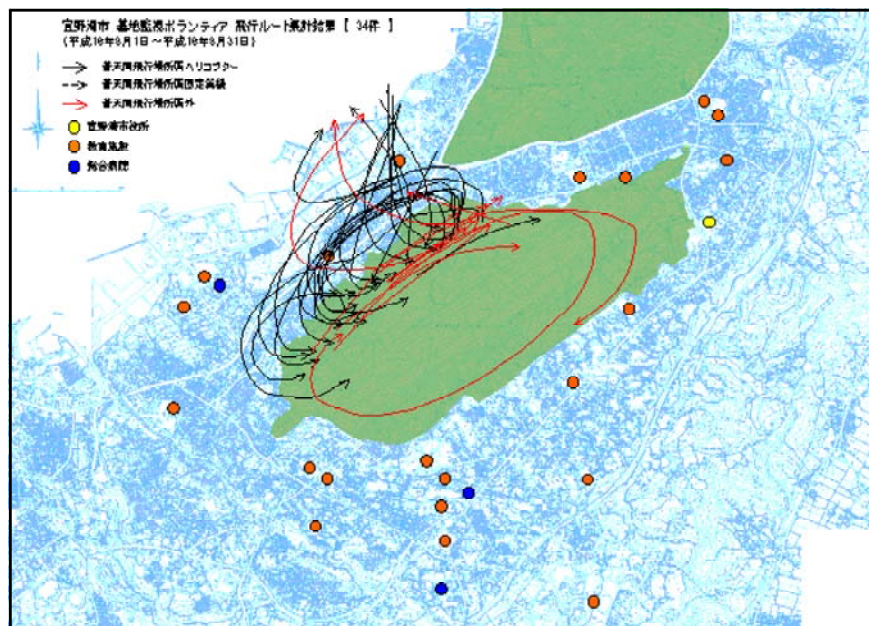 宜野湾市 基地監視ボランティア 飛行ルート集計結果 【 34件 】
(平成16年8月1日～平成16年8月31日)
普天間飛行場所属ヘリコプター
普天間飛行場所属固定翼機
普天間飛行場所属外
宜野湾市役所
教育施設
総合病院